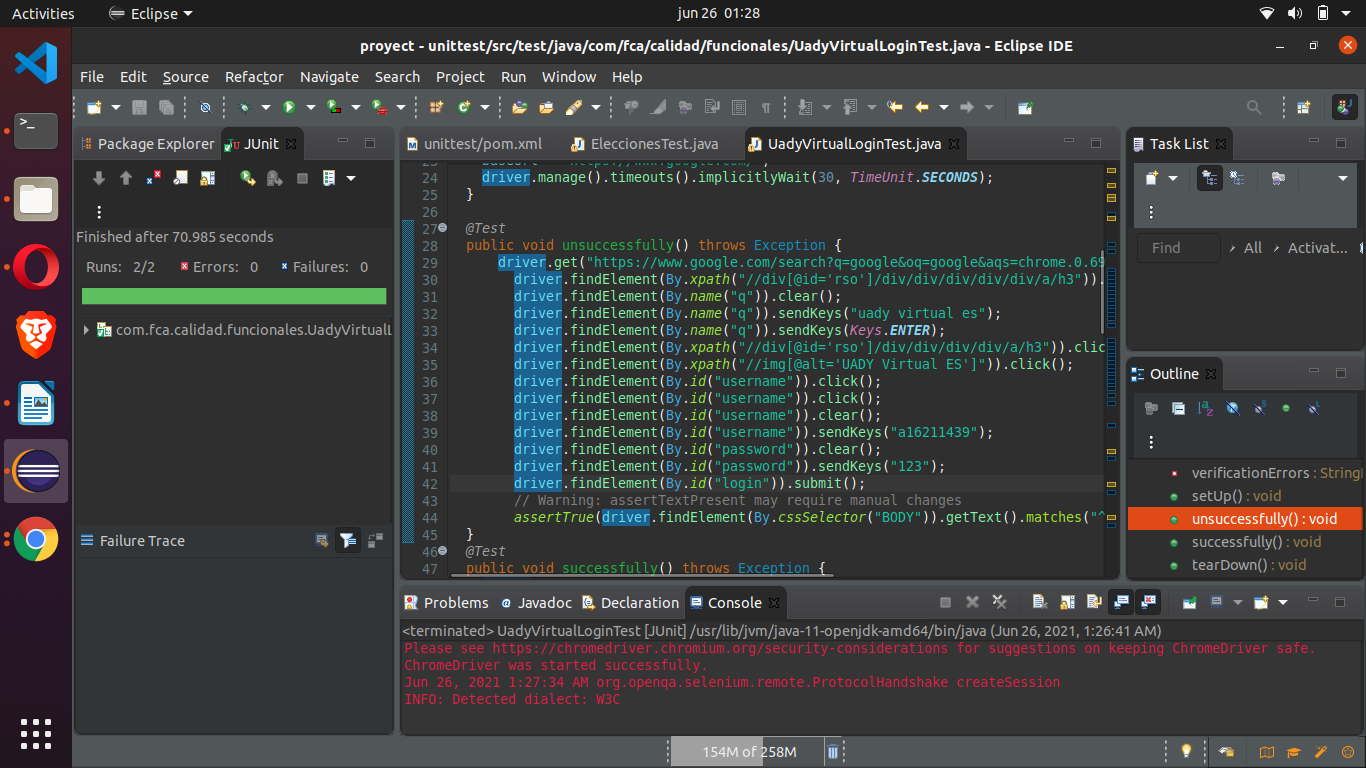 Activities
Eclipse
jun 26 01:28
proyect - unittest/src/test/java/com/fca/calidad/funcionales/UadyVirtualLoginTest.java - Eclipse IDE
File Edit Source Refactor Navigate Search Project Run Window Help
Package Explorer
JUnit
Finished after 70.985 seconds
Runs: 2/2 Errors: 0 Failures: 0
com.fca.calidad.funcionales.UadyVirtualL
Failure Trace
unittest/pom.xml
EleccionesTest.java
UadyVirtualLoginTest.java
24 driver.manage().timeouts().implicitlyWait(30, TimeUnit.SECONDS);
25 }
26
27 @Test
28 public void unsuccessfully() throws Exception {
29 driver.get("https://www.google.com/search?q=google&oq=google&aqs=chrome.0.69
30 driver.findElement(By.xpath("//div[@id='rso']/div/div/div/div/div/a/h3")).
31 driver.findElement(By.name("q")).clear();
32 driver.findElement(By.name("q")).sendKeys("uady virtual es");
33 driver.findElement(By.name("q")).sendKeys(Keys.ENTER);
34 driver.findElement(By.xpath("//div[@id='rso']/div/div/div/div/a/h3")).clic
35 driver.findElement(By.xpath("//img[@alt='UADY Virtual ES']")).click();
36 driver.findElement(By.id("username")).click();
37 driver.findElement(By.id("username")).click();
38 driver.findElement(By.id("username")).clear();
39 driver.findElement(By.id("username")).sendKeys("a16211439");
40 driver.findElement(By.id("password")).clear();
41 driver.findElement(By.id("password")).sendKeys("123");
42 driver.findElement(By.id("login")).submit();
43 // Warning: assertTextPresent may require manual changes
44 assertTrue(driver.findElement(By.cssSelector("BODY")).getText().matches("^
45 }
46 @Test
47 public void successfully() throws Exception {
Task List
Find All Activat...
Outline
verificationErrors : String
setUp() : void
unsuccessfully() : void
successfully() : void
tearDown() : void
Problems
Javadoc
Declaration
Console
<terminated> UadyVirtualLoginTest [JUnit] /usr/lib/jvm/java-11-openjdk-amd64/bin/java (Jun 26, 2021, 1:26:41 AM)
Please see https://chromedriver.chromium.org/security-considerations for suggestions on keeping ChromeDriver safe.
ChromeDriver was started successfully.
Jun 26, 2021 1:27:34 AM org.openqa.selenium.remote.ProtocolHandshake createSession
INFO: Detected dialect: W3C
154M of 258M